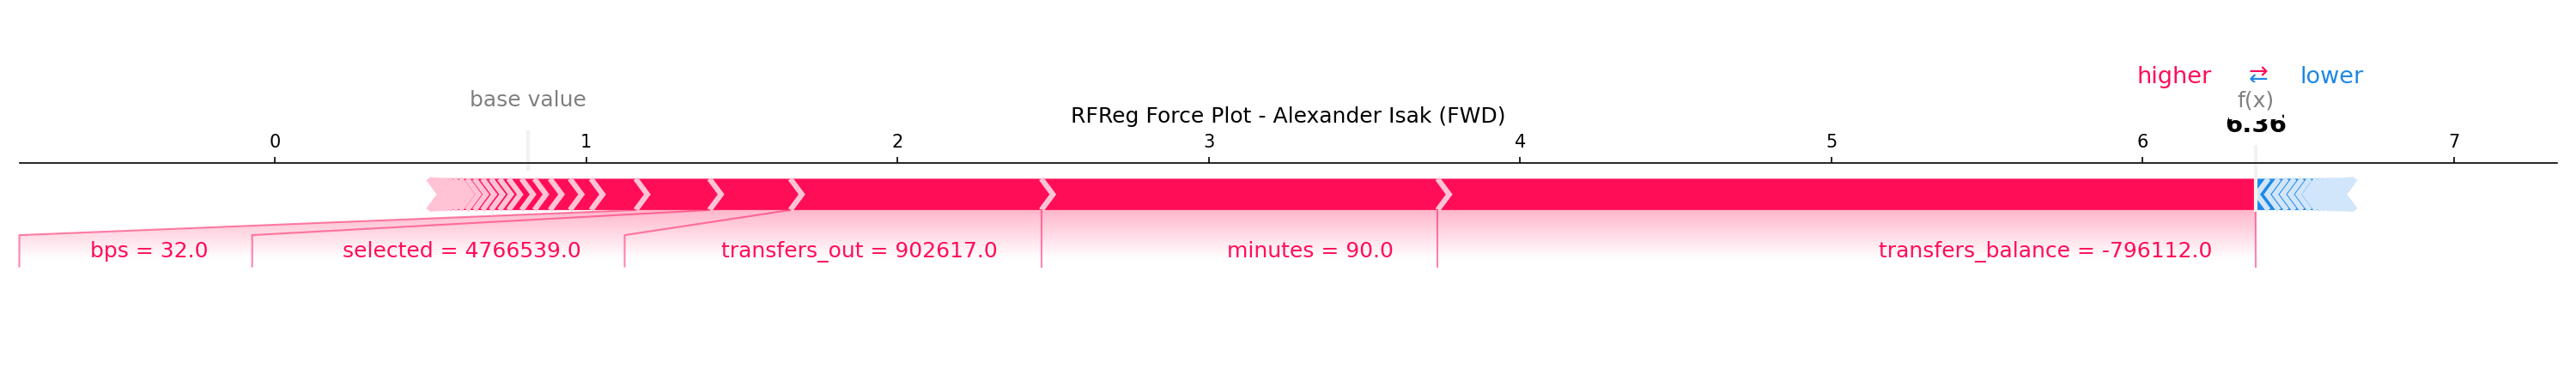 higher ⇄ lower
base value
f(x)
RFReg Force Plot - Alexander Isak (FWD)
6.36
0 1 2 3 4 5 6 7
bps = 32.0 selected = 4766539.0 transfers_out = 902617.0 minutes = 90.0 transfers_balance = -796112.0